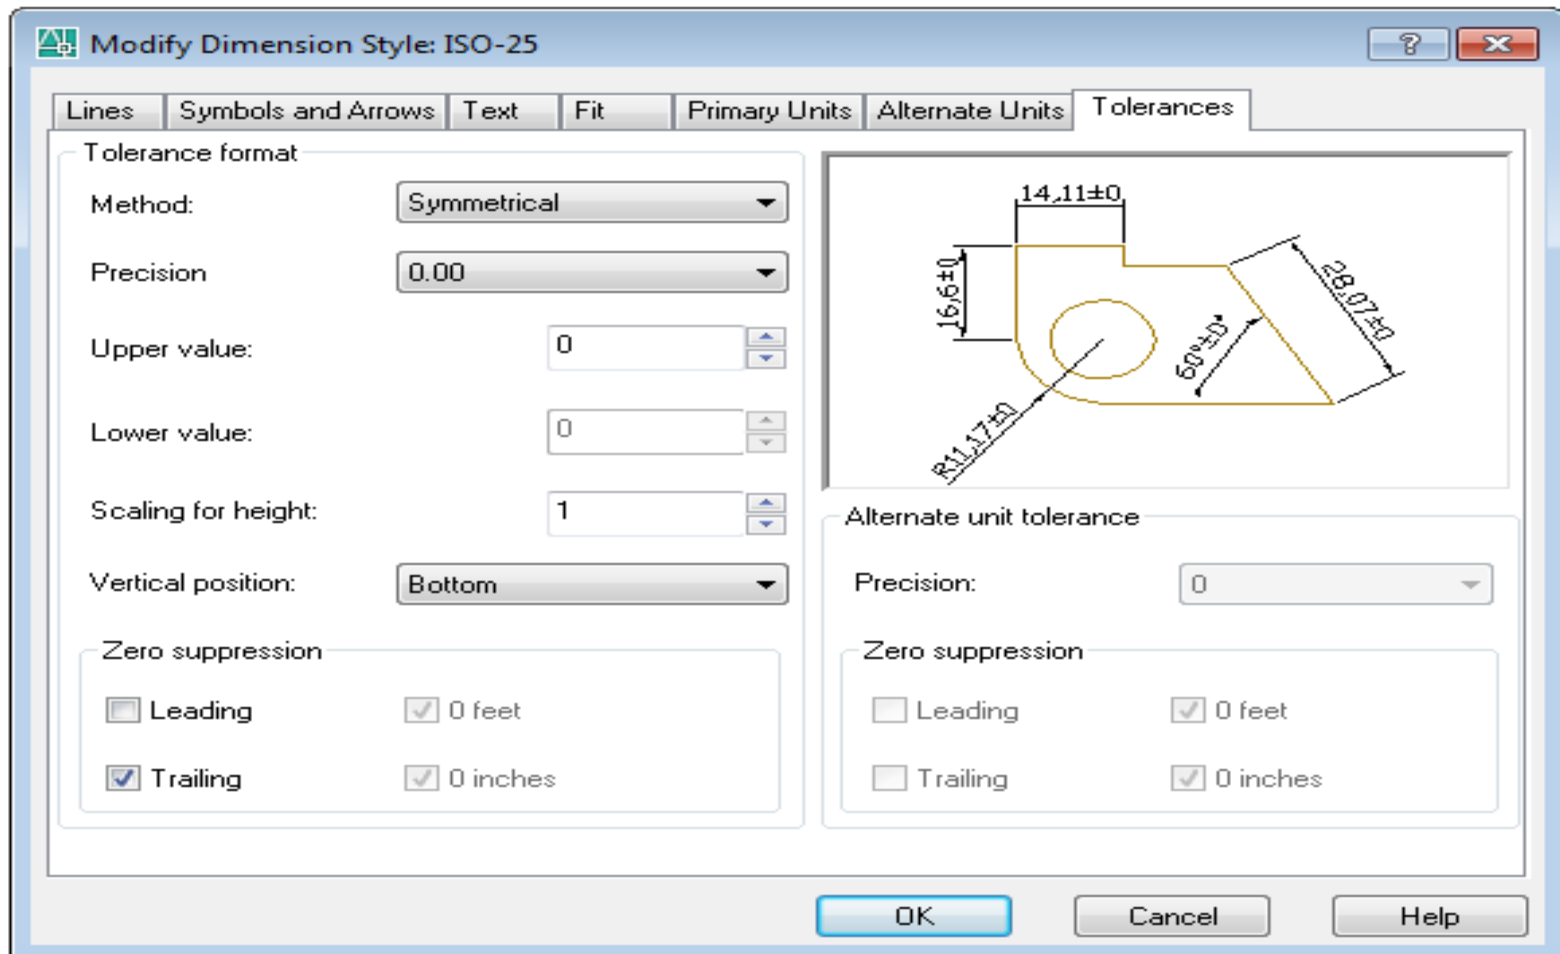 Modify Dimension Style: ISO-25
Lines Symbols and Arrows Text Fit Primary Units Alternate Units Tolerances
Tolerance format
Method: Symmetrical
Precision 0.00
Upper value: 0
Lower value: 0
Scaling for height: 1
Vertical position: Bottom
Zero suppression
Leading 0 feet
Trailing 0 inches
14,11±0
16,6±0
28,07±0
60°±0°
R11,17±0
Alternate unit tolerance
Precision: 0
Zero suppression
Leading 0 feet
Trailing 0 inches
OK Cancel Help